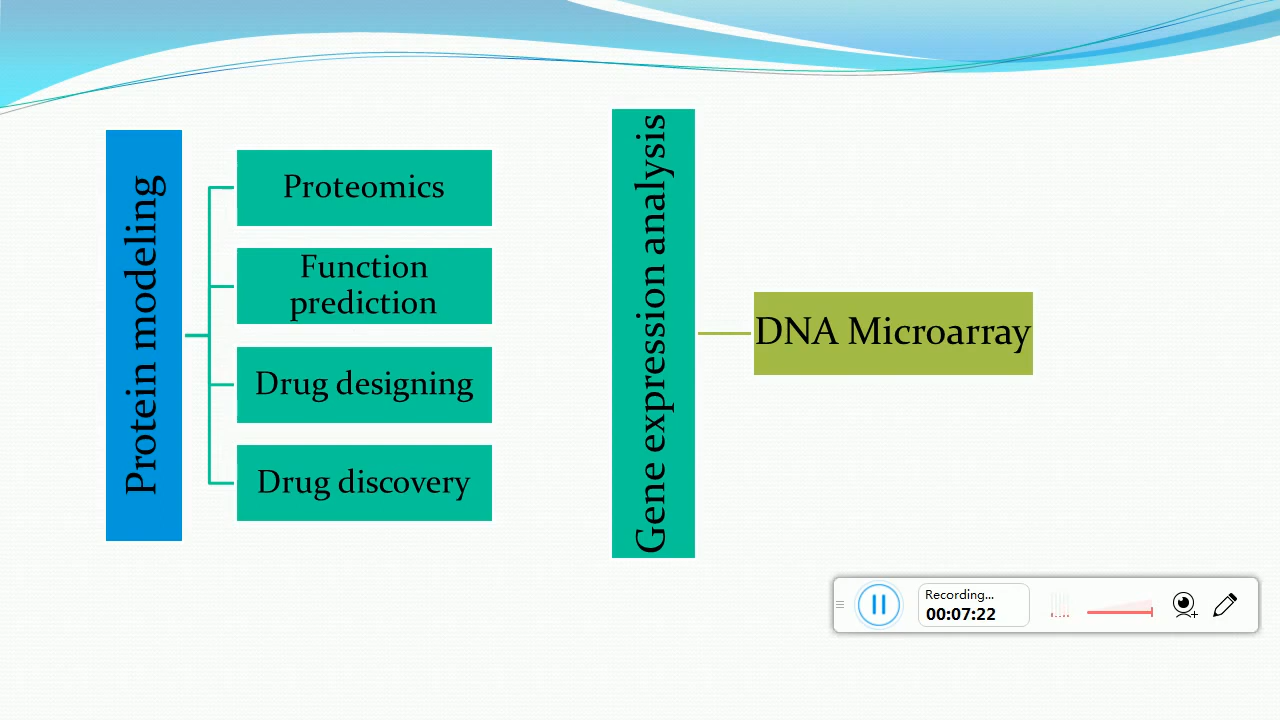 Protein modeling
Proteomics
Function
prediction
Drug designing
Drug discovery
Gene expression analysis
DNA Microarray
Recording...
00:07:22